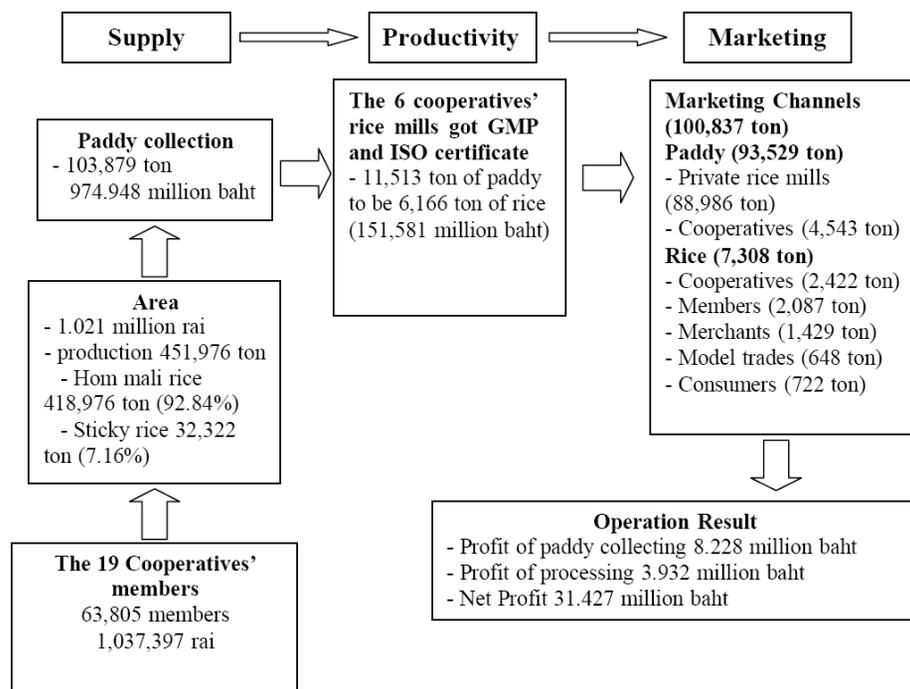 Supply
Productivity
Marketing
Paddy collection
- 103,879 ton
974.948 million baht
Area
- 1.021 million rai
- production 451,976 ton
- Hom mali rice
418,976 ton (92.84%)
- Sticky rice 32,322
ton (7.16%)
The 19 Cooperatives'
members
63,805 members
1,037,397 rai
The 6 cooperatives'
rice mills got GMP
and ISO certificate
- 11,513 ton of paddy
to be 6,166 ton of rice
(151,581 million baht)
Marketing Channels
(100,837 ton)
Paddy (93,529 ton)
- Private rice mills
(88,986 ton)
- Cooperatives (4,543 ton)
Rice (7,308 ton)
- Cooperatives (2,422 ton)
- Members (2,087 ton)
- Merchants (1,429 ton)
- Model trades (648 ton)
- Consumers (722 ton)
Operation Result
- Profit of paddy collecting 8.228 million baht
- Profit of processing 3.932 million baht
- Net Profit 31.427 million baht